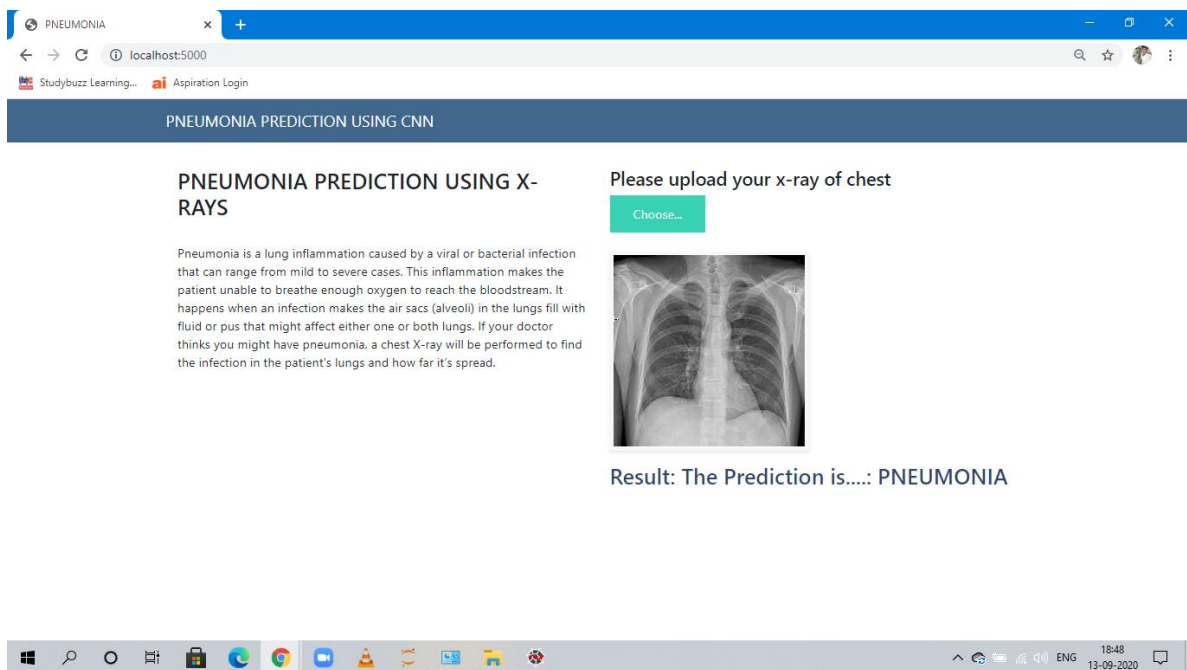 PNEUMONIA
localhost:5000
Studybuzz Learning... ai Aspiration Login
PNEUMONIA PREDICTION USING CNN
PNEUMONIA PREDICTION USING X-
RAYS
Pneumonia is a lung inflammation caused by a viral or bacterial infection
that can range from mild to severe cases. This inflammation makes the
patient unable to breathe enough oxygen to reach the bloodstream. It
happens when an infection makes the air sacs (alveoli) in the lungs fill with
fluid or pus that might affect either one or both lungs. If your doctor
thinks you might have pneumonia, a chest X-ray will be performed to find
the infection in the patient's lungs and how far it's spread.
Please upload your x-ray of chest
Choose...
Result: The Prediction is....: PNEUMONIA
ENG
18:48
13-09-2020